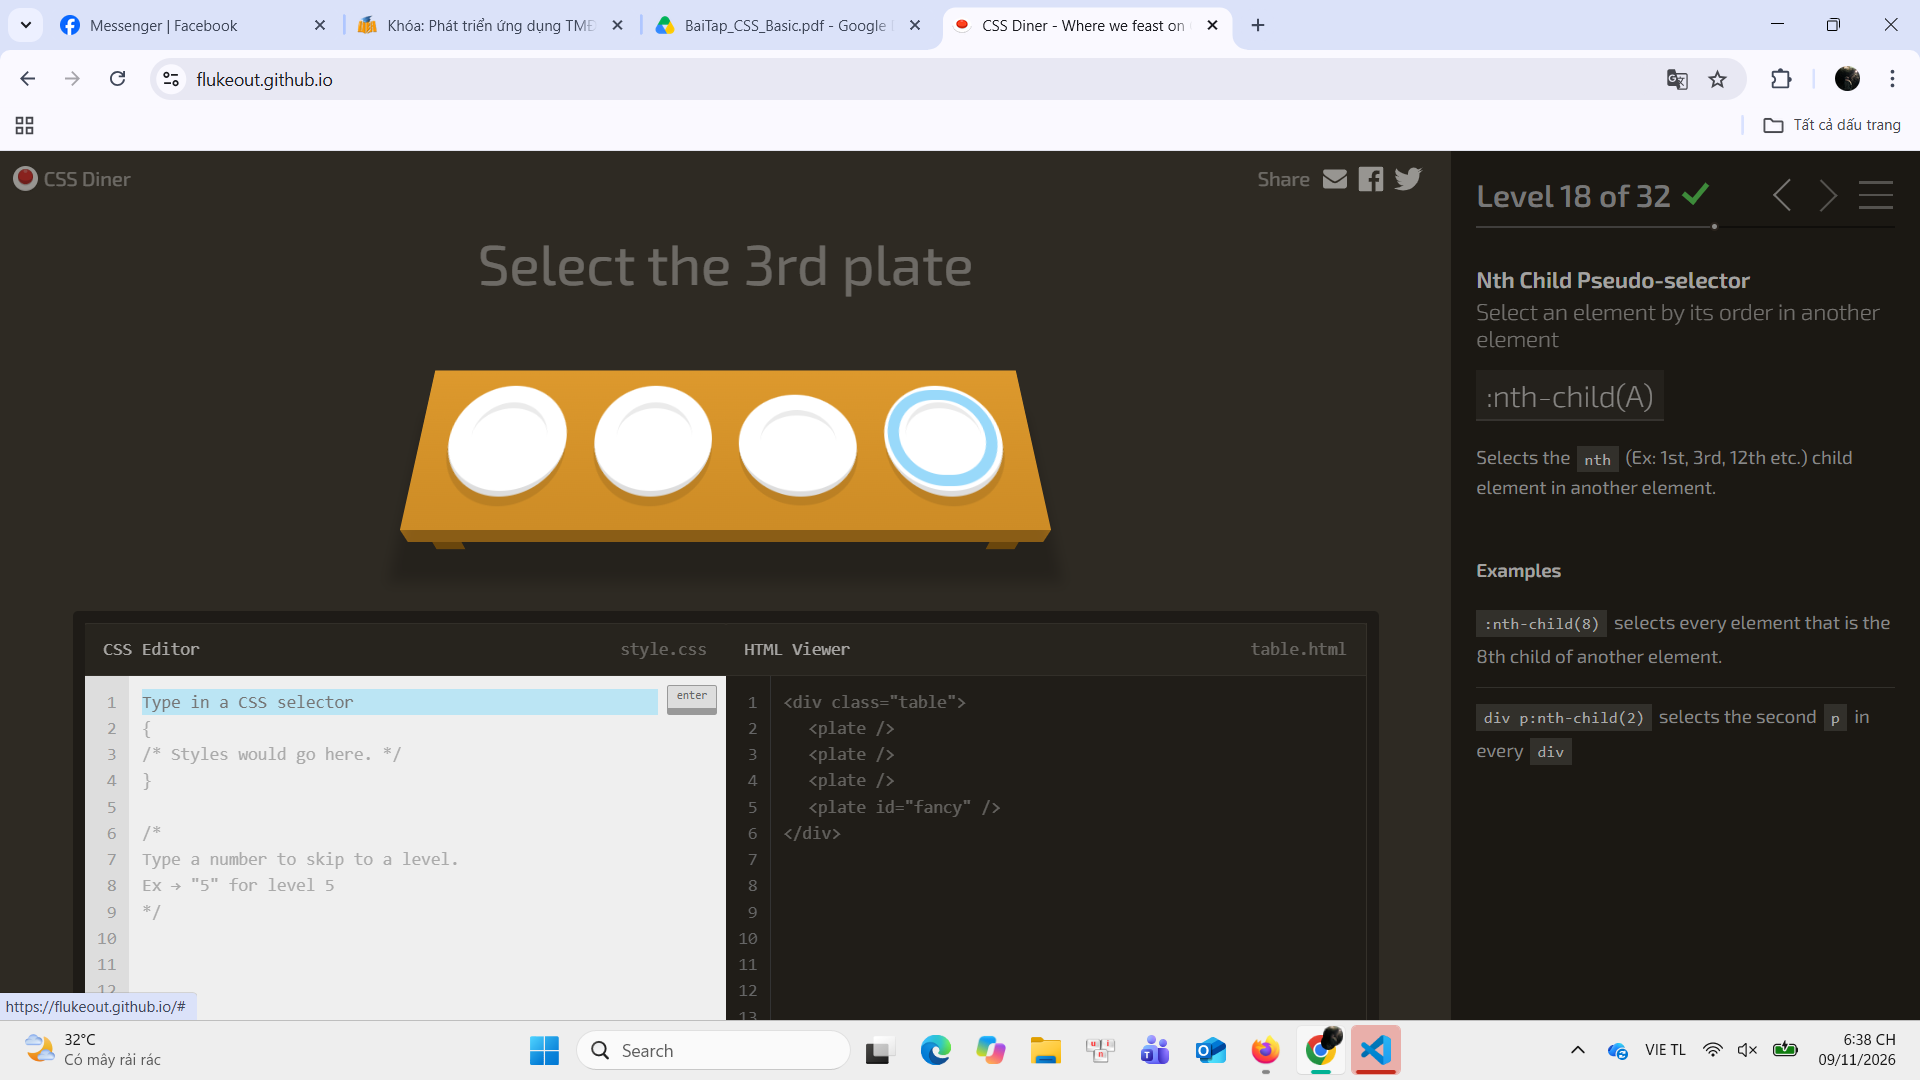 Messenger | Facebook
Khóa: Phát triển ứng dụng TMĐ
BaiTap_CSS_Basic.pdf - Google
CSS Diner - Where we feast on
flukeout.github.io
Tất cả dấu trang
CSS Diner
Share
Select the 3rd plate
CSS Editor
style.css
HTML Viewer
table.html
1 Type in a CSS selector
enter
2 {
3 /* Styles would go here. */
4 }
5
6 /*
7 Type a number to skip to a level.
8 Ex → "5" for level 5
9 */
10
11
12
1 <div class="table">
2 <plate />
3 <plate />
4 <plate />
5 <plate id="fancy" />
6 </div>
7
8
9
10
11
12
13
Level 18 of 32
Nth Child Pseudo-selector
Select an element by its order in another
element
:nth-child(A)
Selects the nth (Ex: 1st, 3rd, 12th etc.) child
element in another element.
Examples
:nth-child(8) selects every element that is the
8th child of another element.
div p:nth-child(2) selects the second p in
every div
https://flukeout.github.io/#
32°C
Có mây rải rác
Search
VIE TL
6:38 CH
09/11/2026